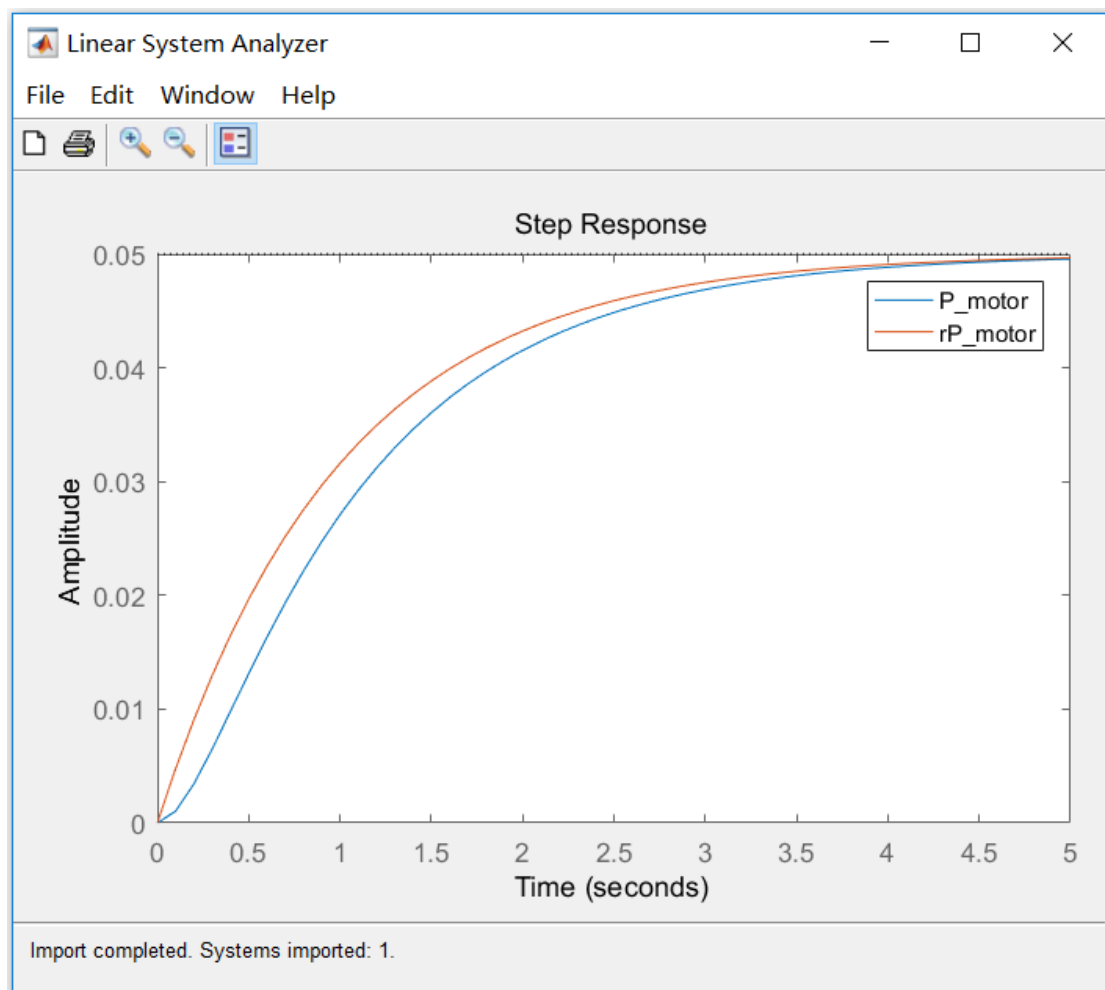 Linear System Analyzer
File Edit Window Help
Step Response
0.05
0.04
0.03
0.02
0.01
0
Amplitude
P_motor
rP_motor
0 0.5 1 1.5 2 2.5 3 3.5 4 4.5 5
Time (seconds)
Import completed. Systems imported: 1.